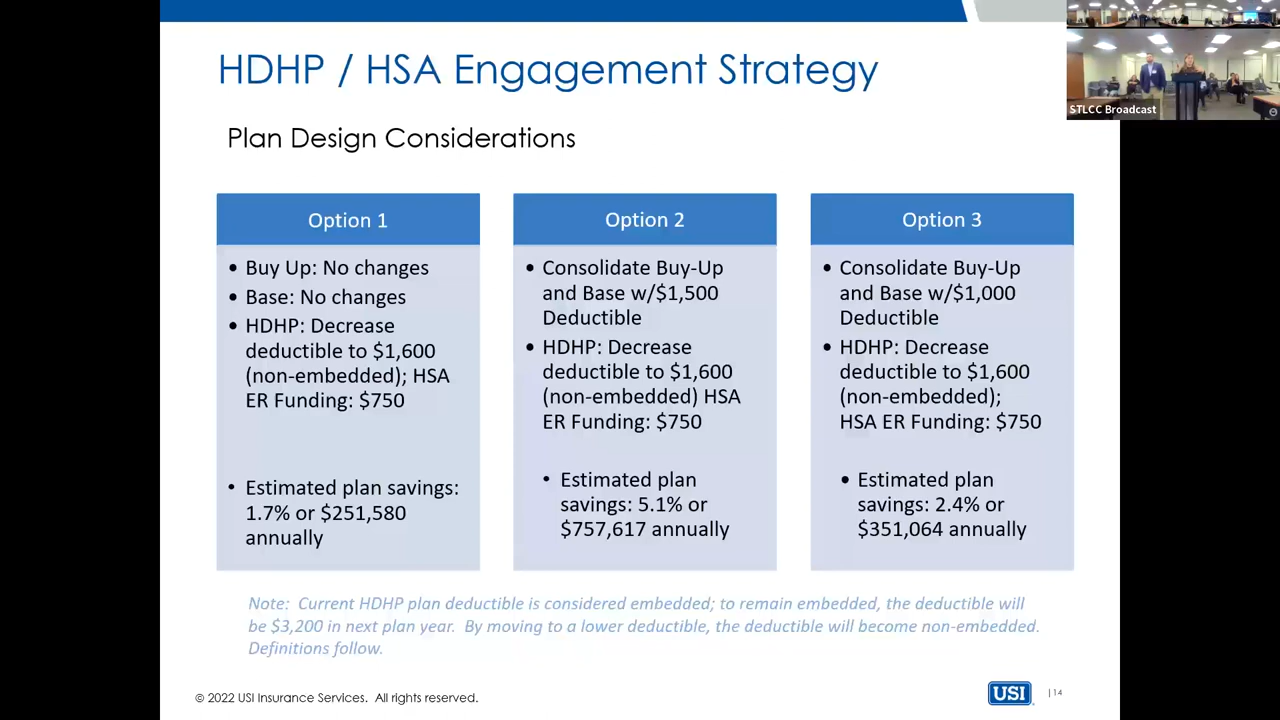 HDHP / HSA Engagement Strategy
STLCC Broadcast
Plan Design Considerations
Option 1
• Buy Up: No changes
• Base: No changes
• HDHP: Decrease
deductible to $1,600
(non-embedded); HSA
ER Funding: $750
• Estimated plan savings:
1.7% or $251,580
annually
Option 2
• Consolidate Buy-Up
and Base w/$1,500
Deductible
• HDHP: Decrease
deductible to $1,600
(non-embedded) HSA
ER Funding: $750
• Estimated plan
savings: 5.1% or
$757,617 annually
Option 3
• Consolidate Buy-Up
and Base w/$1,000
Deductible
• HDHP: Decrease
deductible to $1,600
(non-embedded);
HSA ER Funding: $750
• Estimated plan
savings: 2.4% or
$351,064 annually
Note: Current HDHP plan deductible is considered embedded; to remain embedded, the deductible will
be $3,200 in next plan year. By moving to a lower deductible, the deductible will become non-embedded.
Definitions follow.
© 2022 USI Insurance Services. All rights reserved.
USI
|14